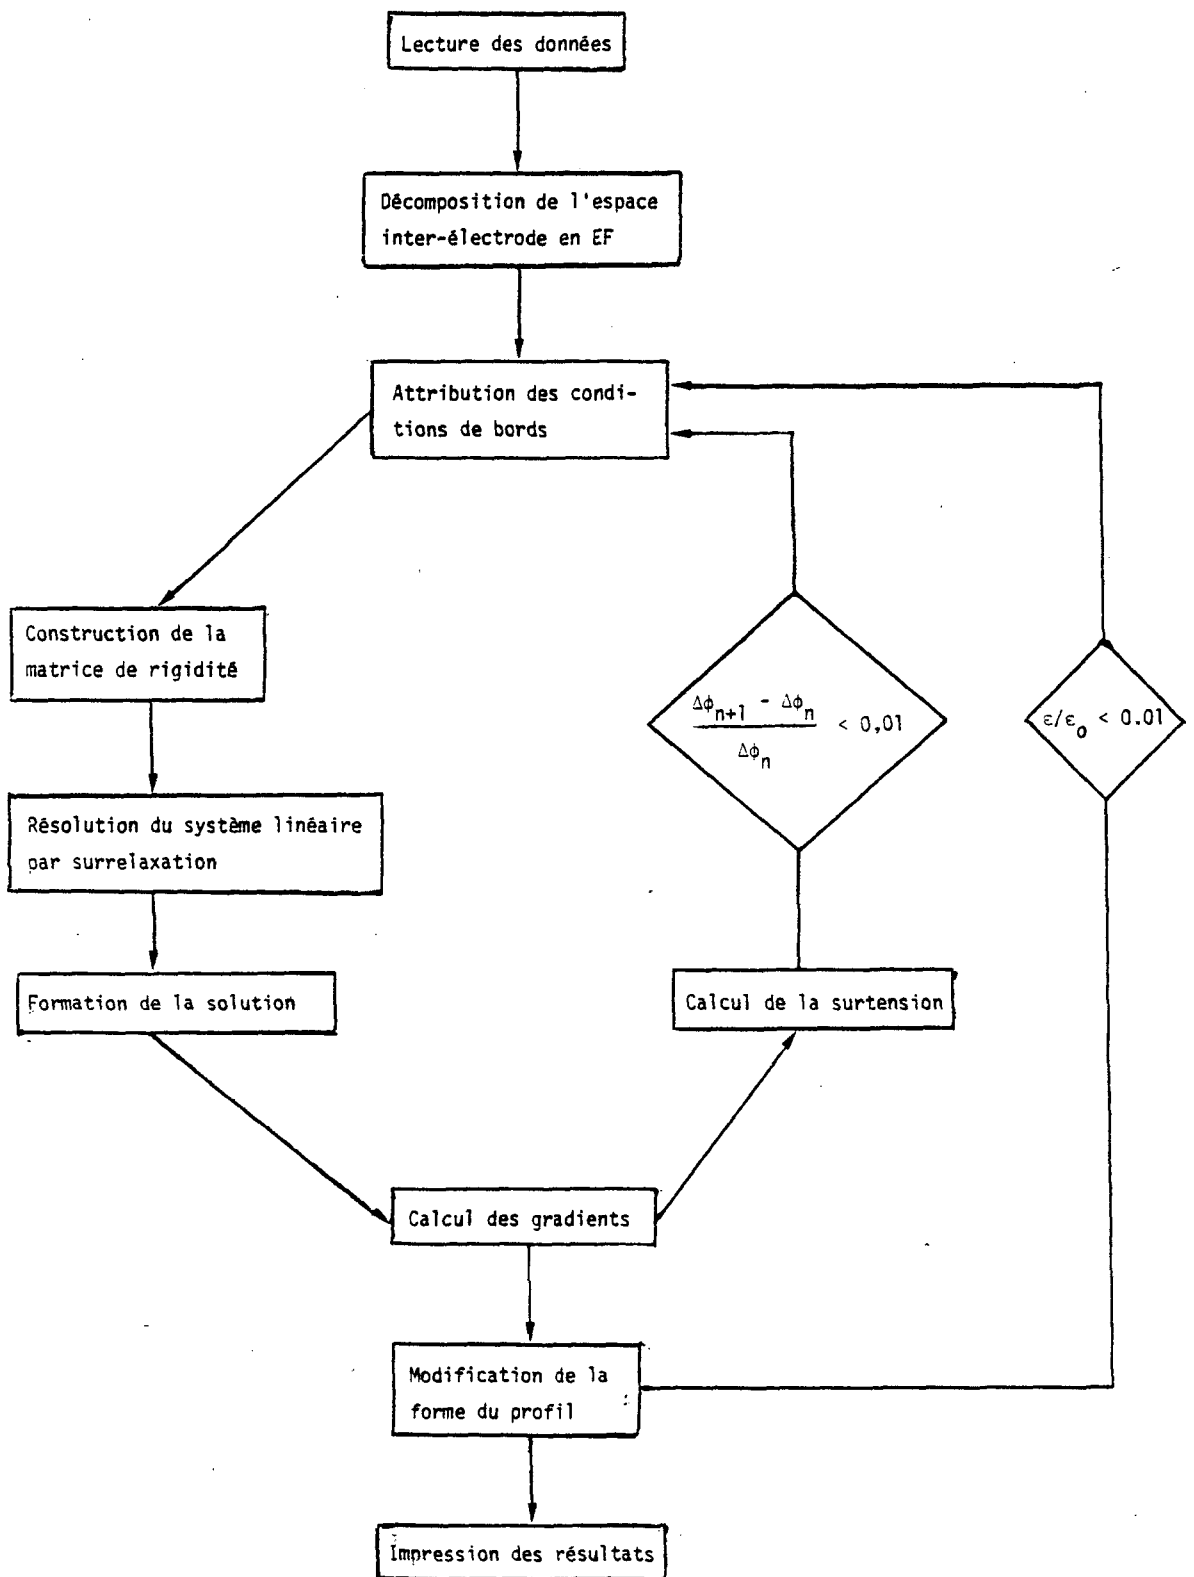 Lecture des données
Décomposition de l'espace
inter-électrode en EF
Attribution des condi-
tions de bords
Construction de la
matrice de rigidité
Résolution du système linéaire
par surrelaxation
Formation de la solution
Calcul des gradients
Calcul de la surtension
Δϕn+1 - Δϕn
Δϕn
< 0,01
ε/εo < 0.01
Modification de la
forme du profil
Impression des résultats